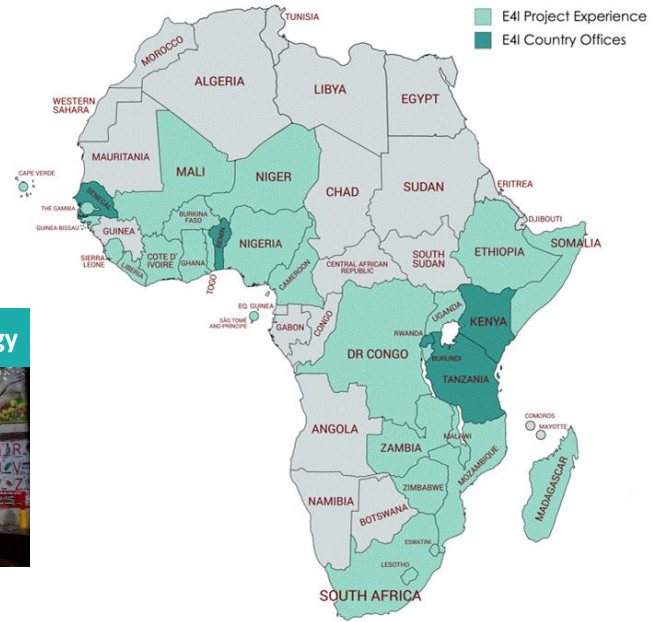 E4I Project Experience
E4I Country Offices
TUNISIA
MOROCCO
ALGERIA
LIBYA
EGYPT
WESTERN
SAHARA
MAURITANIA
MALI
NIGER
CHAD
SUDAN
ERITREA
CAPE VERDE
SENEGAL
THE GAMBIA
GUINEA-BISSAU
GUINEA
BURKINA
FASO
BENIN
NIGERIA
DJIBOUTI
SOMALIA
ETHIOPIA
SIERRA
LEONE
LIBERIA
COTE D'
IVOIRE
GHANA
TOGO
CAMEROON
CENTRAL AFRICAN
REPUBLIC
SOUTH
SUDAN
EQ. GUINEA
SÃO TOMÉ
AND PRINCIPE
GABON
CONGO
UGANDA
KENYA
RWANDA
gy
DR CONGO
BURUNDI
TANZANIA
COMOROS
MAYOTTE
ANGOLA
MALAWI
ZAMBIA
MOZAMBIQUE
MADAGASCAR
R
V
Z
ZIMBABWE
NAMIBIA
BOTSWANA
ESWATINI
LESOTHO
SOUTH AFRICA